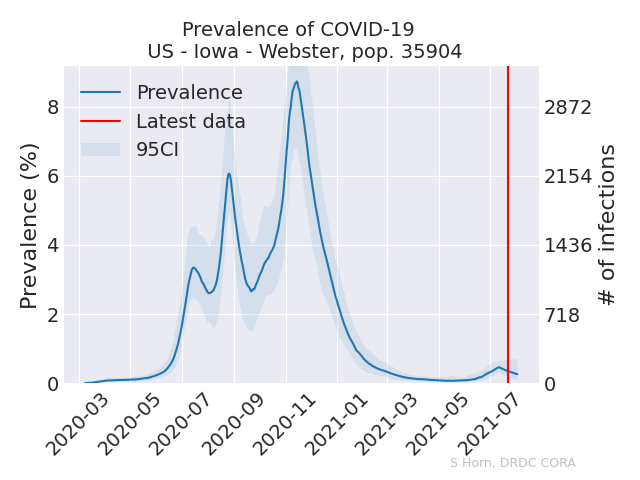 Prevalence of COVID-19
US - Iowa - Webster, pop. 35904
Prevalence
Latest data
95CI
Prevalence (%)
8
6
4
2
0
2872
2154
1436
718
0
# of infections
2020-03
2020-05
2020-07
2020-09
2020-11
2021-01
2021-03
2021-05
2021-07
S Horn, DRDC CORA